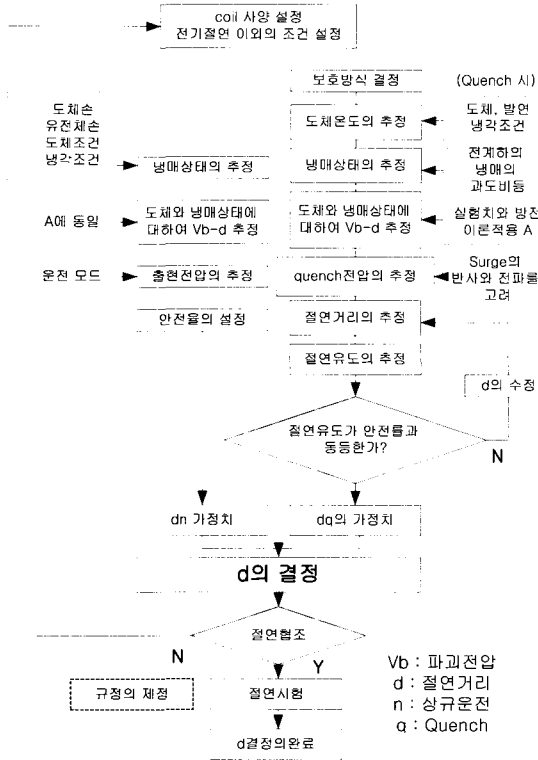 coil 사양 설정
전기절연 이외의 조건 설정
보호방식 결정
(Quench 시)
도체손
유전체손
도체조건
냉각조건
도체온도의 추정
도체, 발연
냉각조건
냉매상태의 추정
냉매상태의 추정
전계하의
냉매의
과도비등
A에 동일
도체와 냉매상태에
대하여 Vb-d 추정
도체와 냉매상태에
대하여 Vb-d 추정
실험치와 방전
이론적용 A
운전 모드
출현전압의 추정
quench전압의 추정
Surge의
반사와 전파를
고려
안전율의 설정
절연거리의 추정
절연유도의 추정
d의 수정
절연유도가 안전률과
동등한가?
N
dn 가정치
dq의 가정치
d의 결정
절연협조
N
Y
규정의 제정
절연시험
d결정의완료
Vb : 파괴전압
d : 절연거리
n : 상규운전
q : Quench